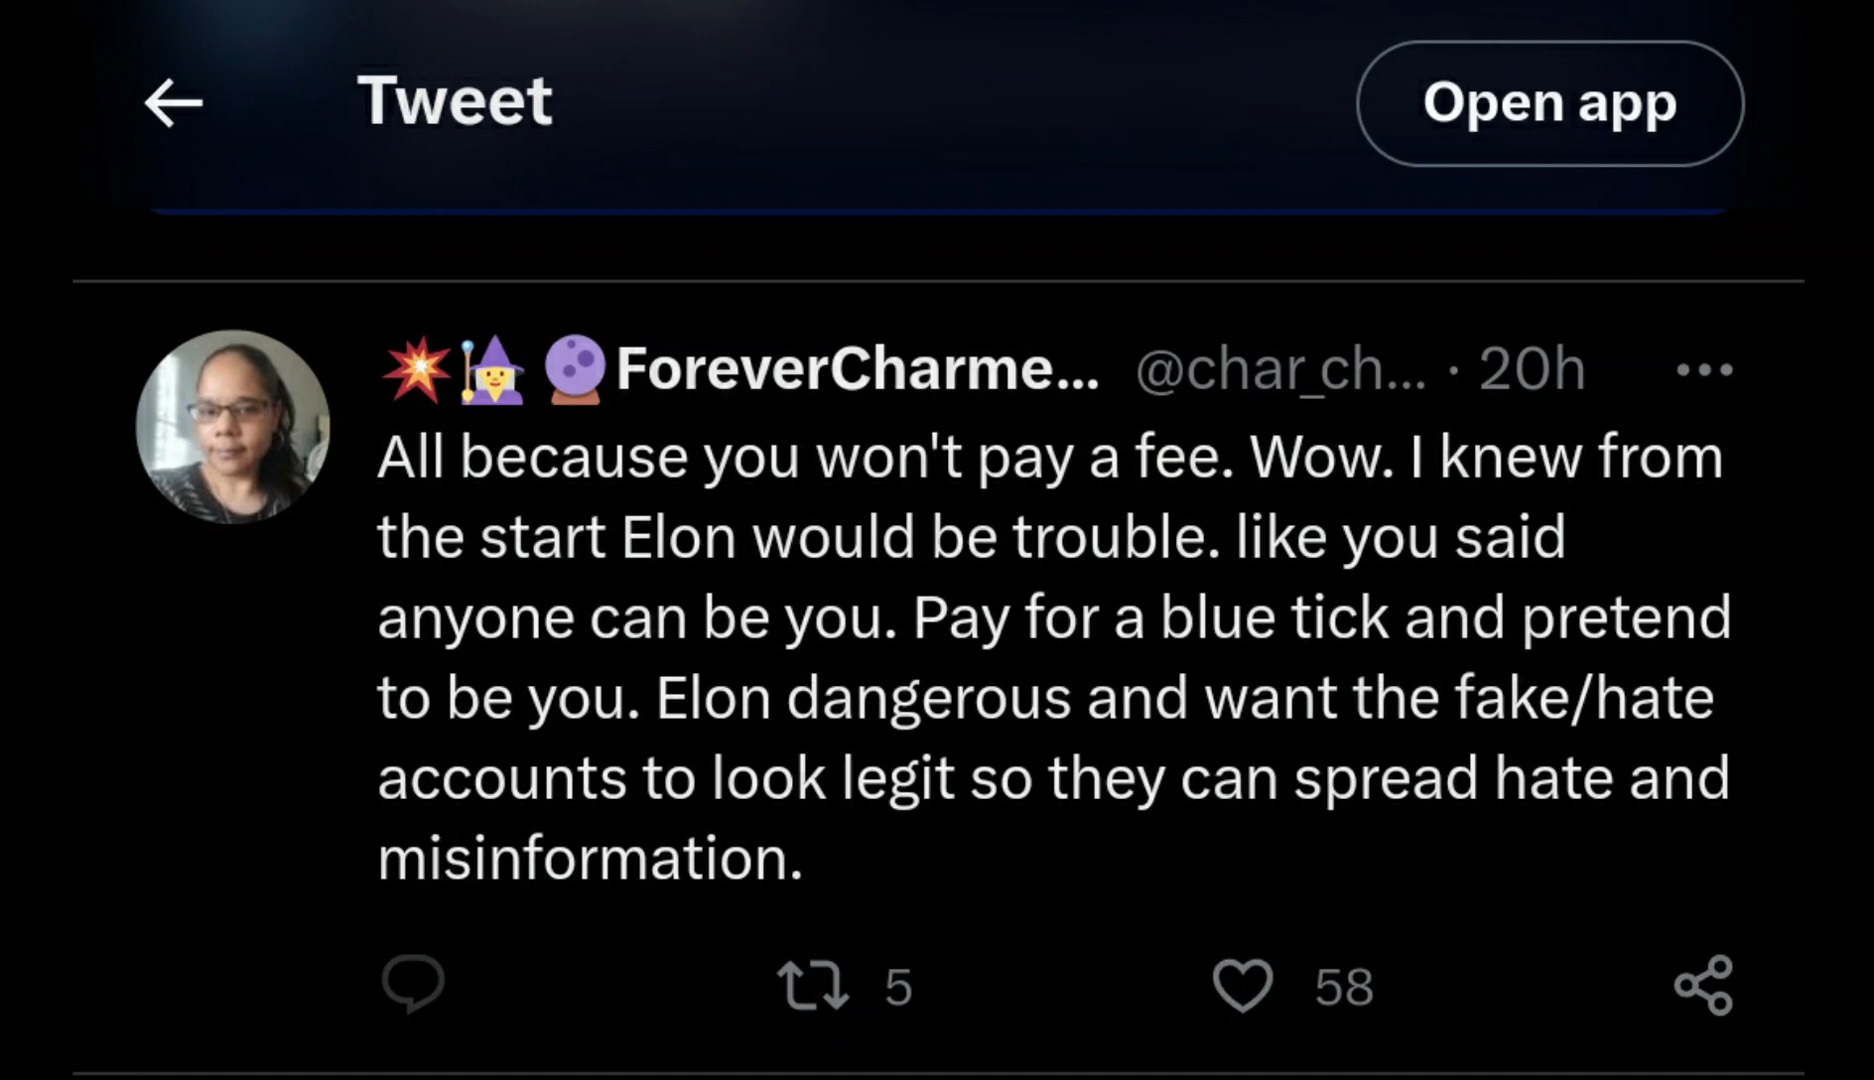 Tweet
Open app
💥🧙‍♀️ 🔮ForeverCharme... @char_ch... · 20h
All because you won't pay a fee. Wow. I knew from
the start Elon would be trouble. like you said
anyone can be you. Pay for a blue tick and pretend
to be you. Elon dangerous and want the fake/hate
accounts to look legit so they can spread hate and
misinformation.
5
58